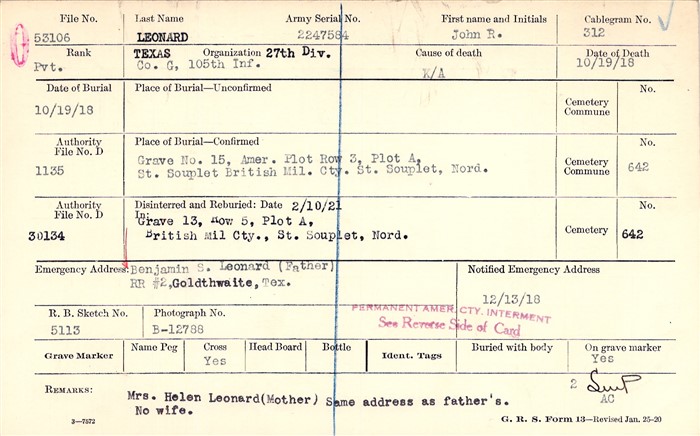 File No. Last Name Army Serial No. First name and Initials Cablegram No.
53106 LEONARD 2247584 John R. 312
Rank TEXAS Organization 27th Div. Cause of death Date of Death
Pvt. Co. G, 105th Inf. K/A 10/19/18
Date of Burial Place of Burial—Unconfirmed No.
10/19/18 Cemetery
Commune
Authority Place of Burial—Confirmed No.
File No. D
1135 Grave No. 15, Amer. Plot Row 3, Plot A, Cemetery 642
St. Souplet British Mil. Cty. St. Souplet, Nord. Commune
Authority Disinterred and Reburied: Date 2/10/21 No.
File No. D In:
30134 Grave 13, Row 5, Plot A, Cemetery 642
British Mil Cty., St. Souplet, Nord.
Emergency Address: Benjamin S. Leonard (Father) Notified Emergency Address
RR #2, Goldthwaite, Tex. 12/13/18
R. B. Sketch No. Photograph No. PERMANENT AMER. CTY. INTERMENT
5113 B-12788 See Reverse Side of Card
Grave Marker Name Peg Cross Head Board Bottle Ident. Tags Buried with body On grave marker
Yes Yes
2
AC
REMARKS: Mrs. Helen Leonard(Mother) Same address as father's.
No wife.
3—7572 G. R. S. Form 13—Revised Jan. 25-20